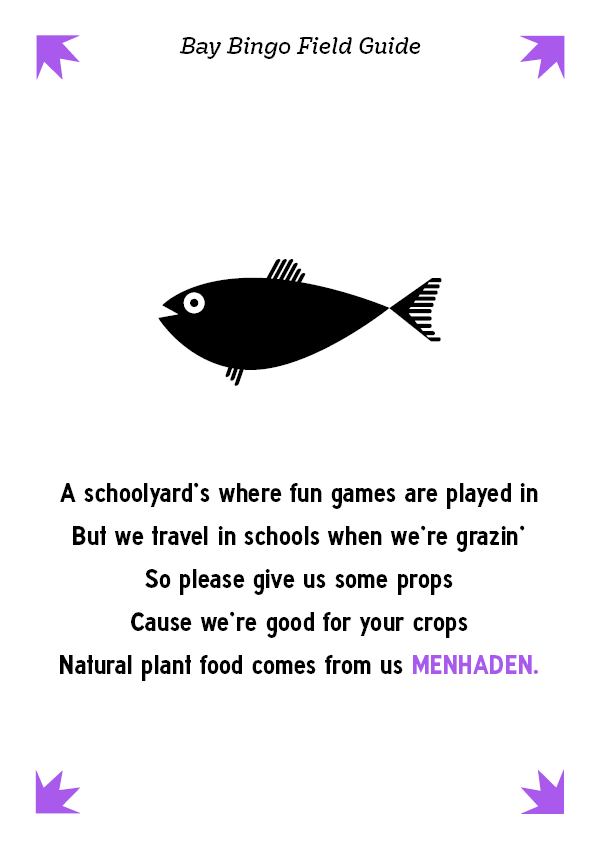 Bay Bingo Field Guide
A schoolyard's where fun games are played in
But we travel in schools when we're grazin'
So please give us some props
Cause we're good for your crops
Natural plant food comes from us MENHADEN.